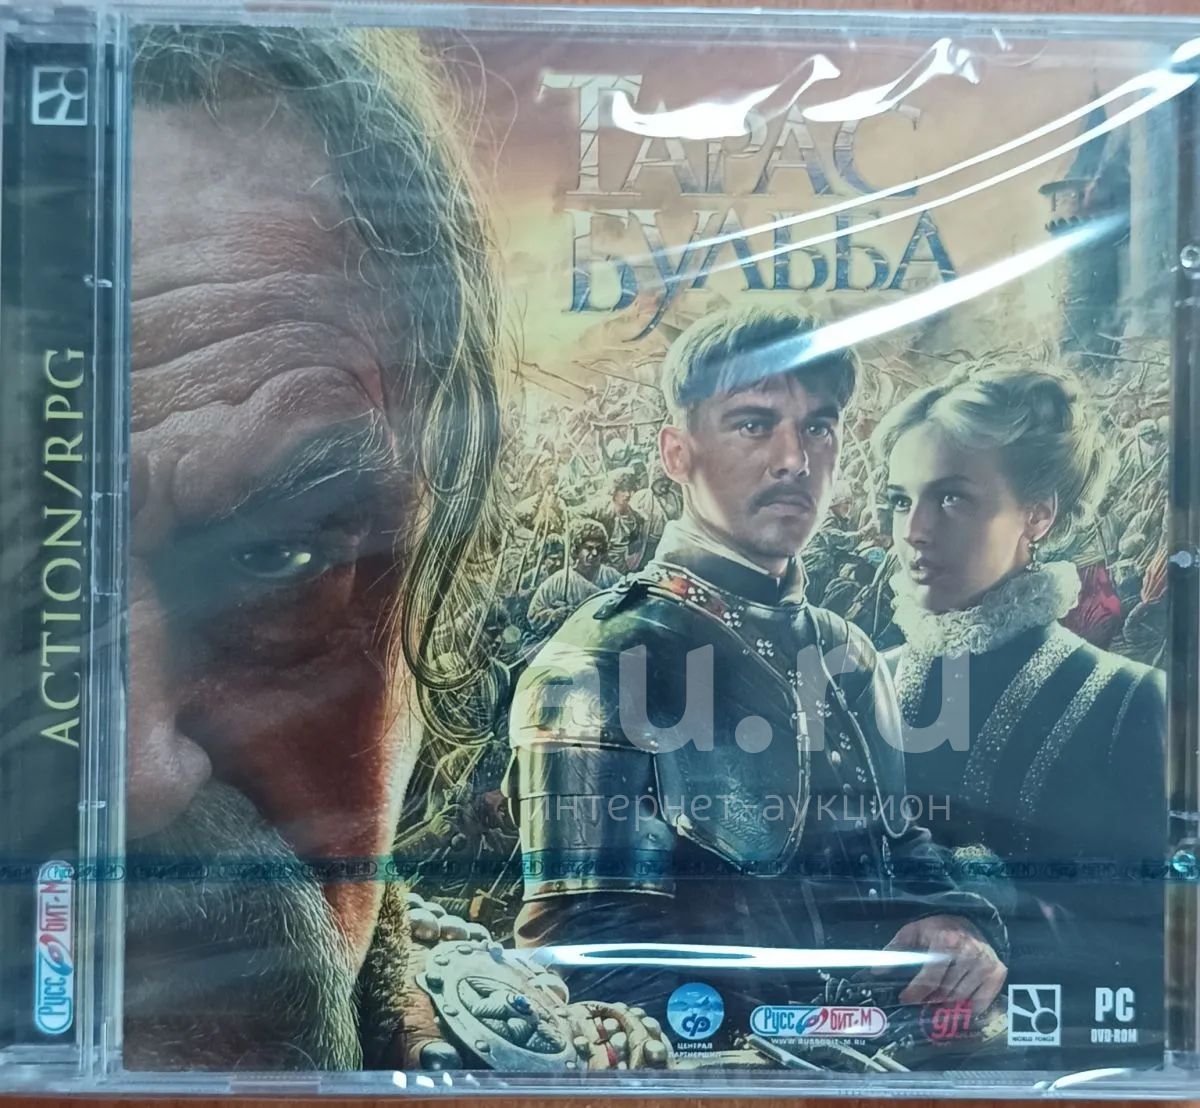 ACTION/RPG
Русс бит-М
ТАРАС
БУЛЬБА
au.ru
интернет-аукцион
ЦЕНТРАЛ
ПАРТНЕРШИП
Русс бит-М
www.russobit-m.ru
gfi
WORLD FORGE
PC
DVD-ROM